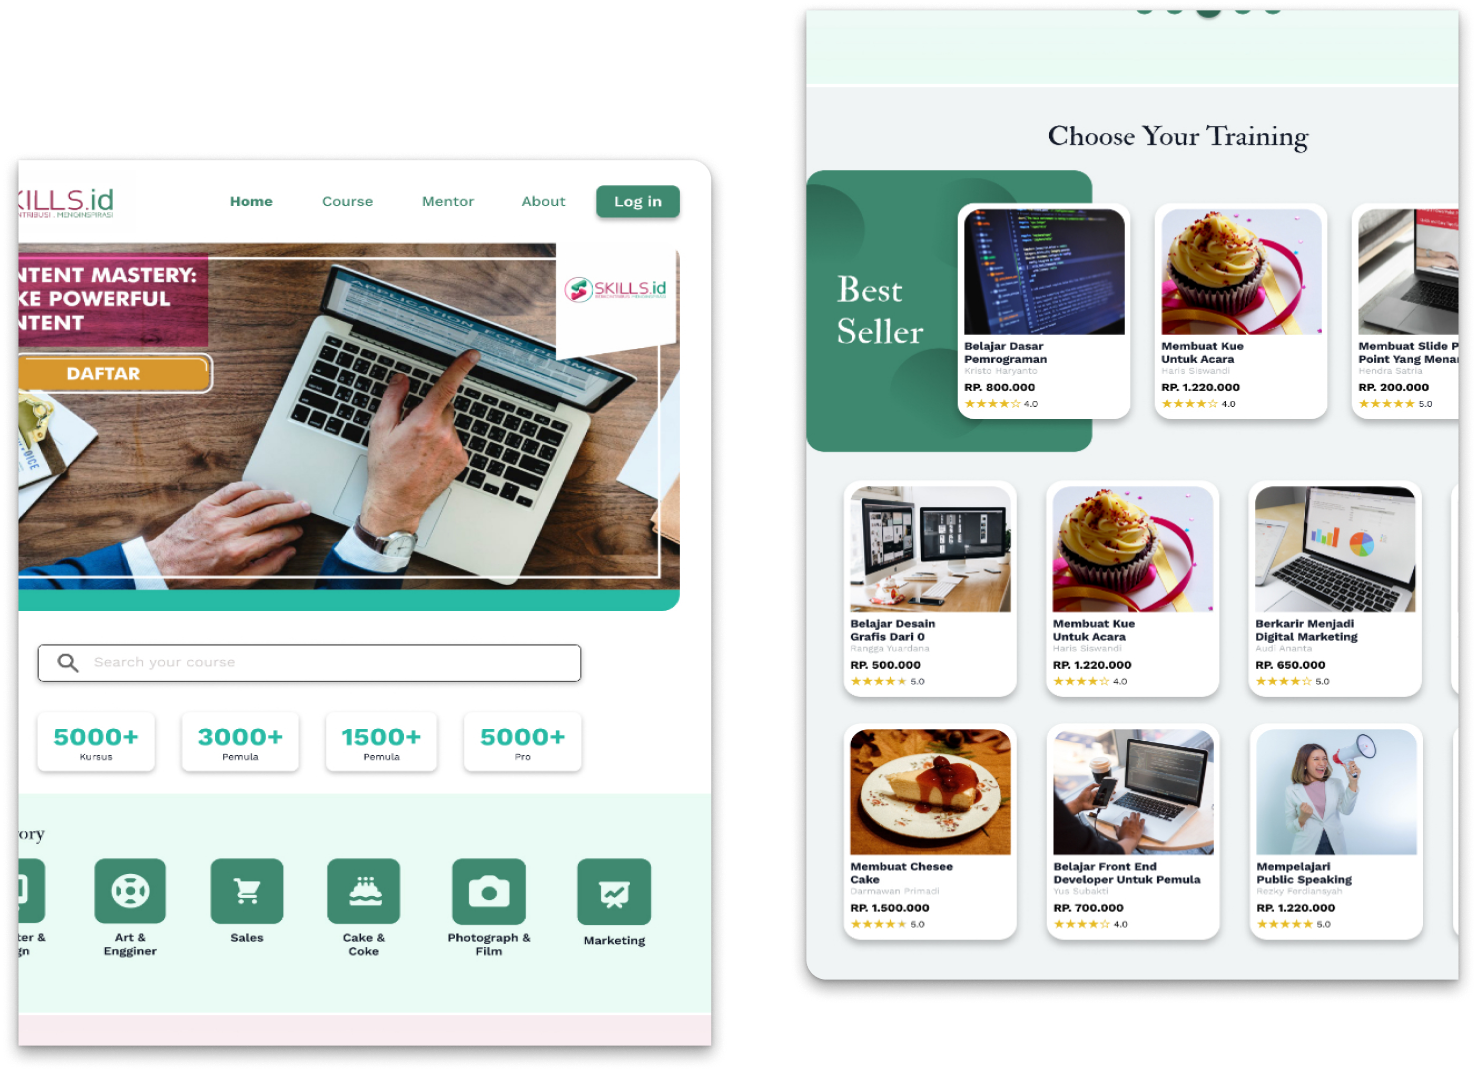 KILLS.id
NTRIBUSI . MENGINSPIRASI
Home
Course
Mentor
About
Log in
NTENT MASTERY:
KE POWERFUL
NTENT
DAFTAR
APPLICATION FOR PERMIT
SKILLS.id
Search your course
5000+
Kursus
3000+
Pemula
1500+
Pemula
5000+
Pro
ory
ter &
gn
Art &
Engginer
Sales
Cake &
Coke
Photograph &
Film
Marketing
Choose Your Training
Best
Seller
Belajar Dasar
Pemrograman
Kristo Haryanto
RP. 800.000
4.0
Membuat Kue
Untuk Acara
Haris Siswandi
RP. 1.220.000
4.0
Membuat Slide P
Point Yang Menar
Hendra Satria
RP. 200.000
5.0
Belajar Desain
Grafis Dari 0
Rangga Yuardana
RP. 500.000
5.0
Membuat Kue
Untuk Acara
Haris Siswandi
RP. 1.220.000
4.0
Berkarir Menjadi
Digital Marketing
Audi Ananta
RP. 650.000
5.0
Membuat Chesee
Cake
Darmawan Primadi
RP. 1.500.000
5.0
Belajar Front End
Developer Untuk Pemula
Yus Subakti
RP. 700.000
4.0
Mempelajari
Public Speaking
Rezky Ferdiansyah
RP. 1.220.000
5.0